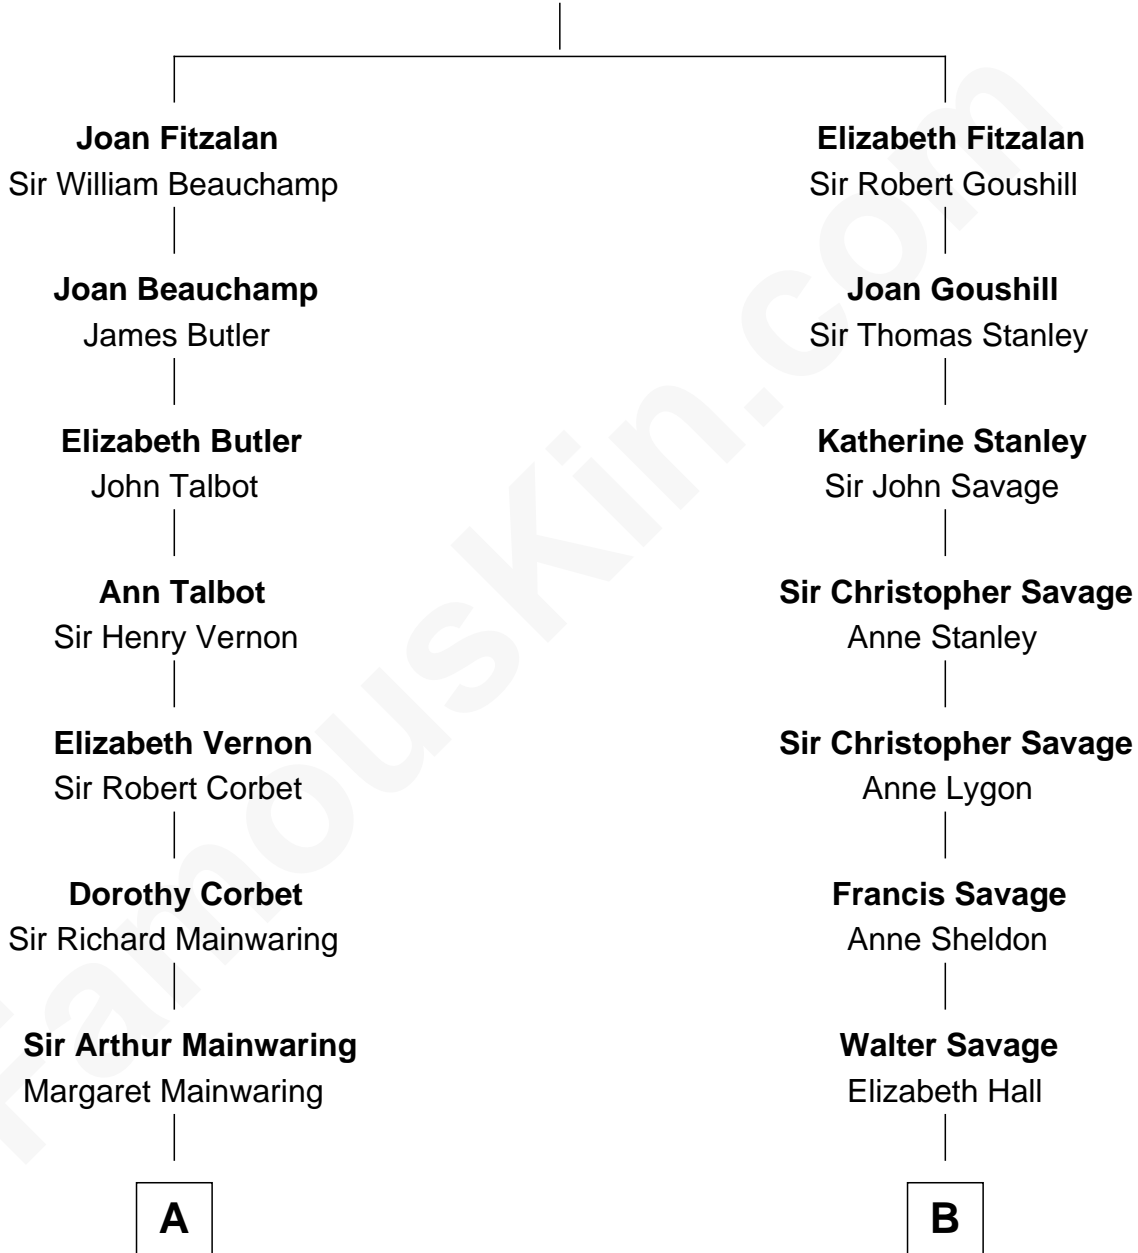 Joan Fitzalan
Sir William Beauchamp
Joan Beauchamp
James Butler
Elizabeth Butler
John Talbot
Ann Talbot
Sir Henry Vernon
Elizabeth Vernon
Sir Robert Corbet
Dorothy Corbet
Sir Richard Mainwaring
Sir Arthur Mainwaring
Margaret Mainwaring
A
Elizabeth Fitzalan
Sir Robert Goushill
Joan Goushill
Sir Thomas Stanley
Katherine Stanley
Sir John Savage
Sir Christopher Savage
Anne Stanley
Sir Christopher Savage
Anne Lygon
Francis Savage
Anne Sheldon
Walter Savage
Elizabeth Hall
B
FamousKin.com